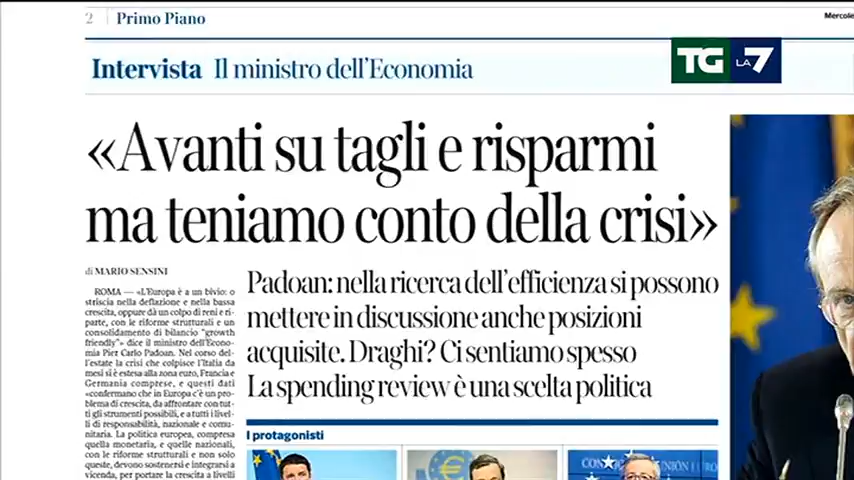 2 Primo Piano
Mercole
Intervista Il ministro dell'Economia
TG LA 7
«Avanti su tagli e risparmi
ma teniamo conto della crisi»
di MARIO SENSINI
Padoan: nella ricerca dell'efficienza si possono
mettere in discussione anche posizioni
acquisite. Draghi? Ci sentiamo spesso
La spending review è una scelta politica
ROMA — «L'Europa è a un bivio: o
striscia nella deflazione e nella bassa
crescita, oppure dà un colpo di reni e ri-
parte, con le riforme strutturali e un
consolidamento di bilancio "growth
friendly"» dice il ministro dell'Econo-
mia Pier Carlo Padoan. Nel corso del-
l'estate la crisi che colpisce l'Italia da
mesi si è estesa alla zona euro, Francia e
Germania comprese, e questi dati
«confermano che in Europa c'è un pro-
blema di crescita, da affrontare con tut-
ti gli strumenti possibili, e a tutti i livel-
li di responsabilità, nazionale e comu-
nitaria. La politica europea, compresa
quella monetaria, e quelle nazionali,
con le riforme strutturali e non solo
queste, devono sostenersi e integrarsi a
vicenda, per portare la crescita a livelli
I protagonisti